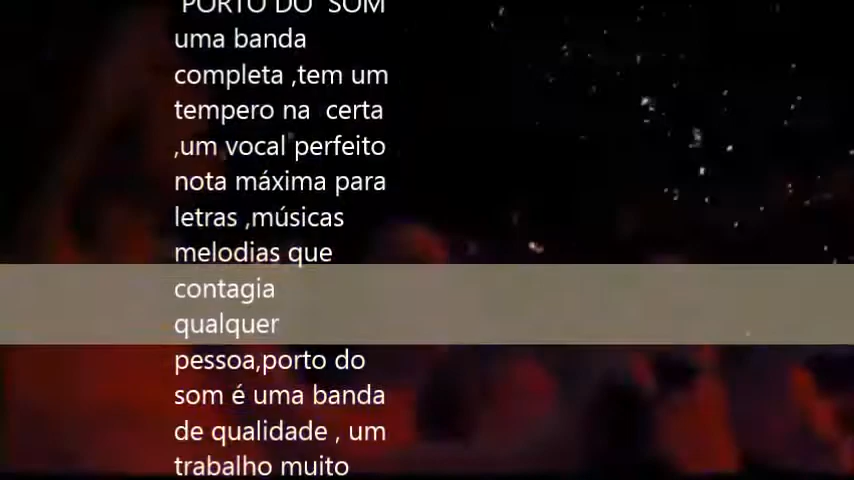 PORTO DO  SOM
uma banda
completa ,tem um
tempero na  certa
,um vocal perfeito
nota máxima para
letras ,músicas
melodias que
contagia
qualquer
pessoa,porto do
som é uma banda
de qualidade , um
trabalho muito